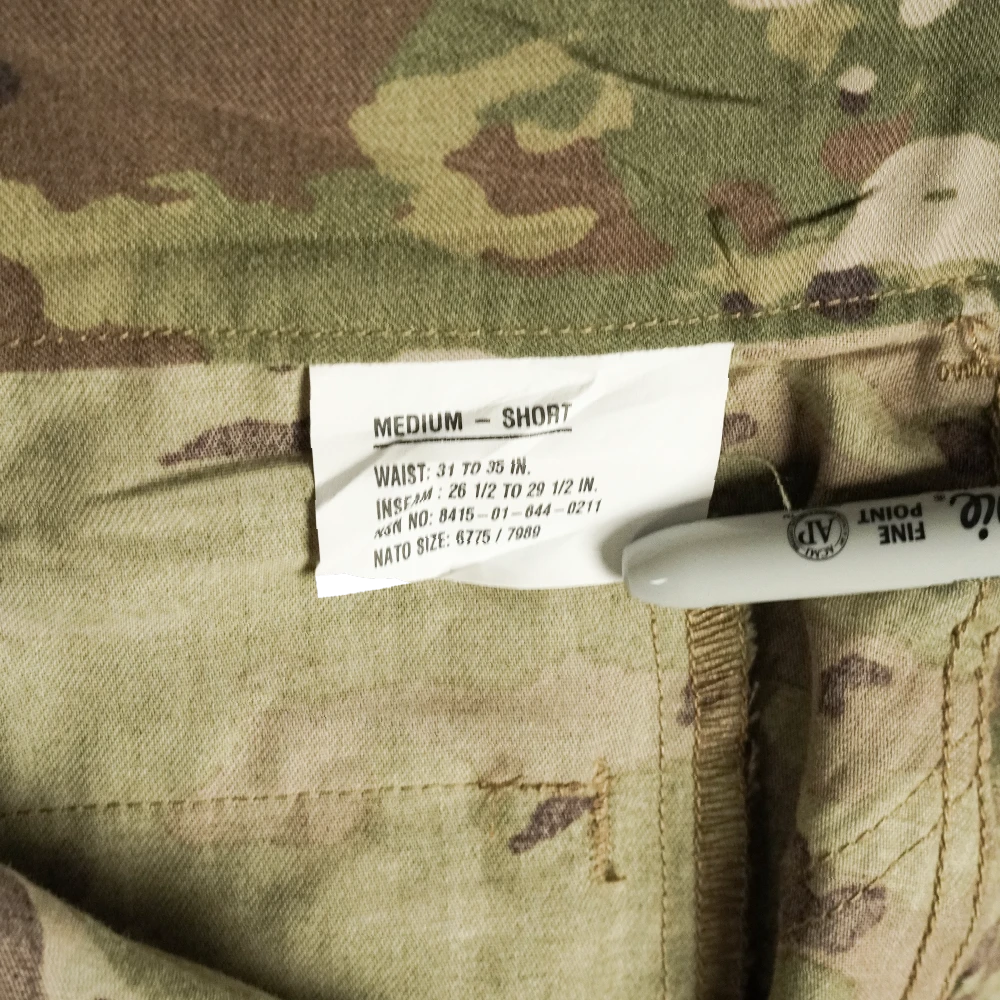 MEDIUM – SHORT
WAIST: 31 TO 35 IN.
INSEAM : 26 1/2 TO 29 1/2 IN.
NSN NO: 8415-01-644-0211
NATO SIZE: 6775 / 7989
FINE
POINT
AP
ACMI